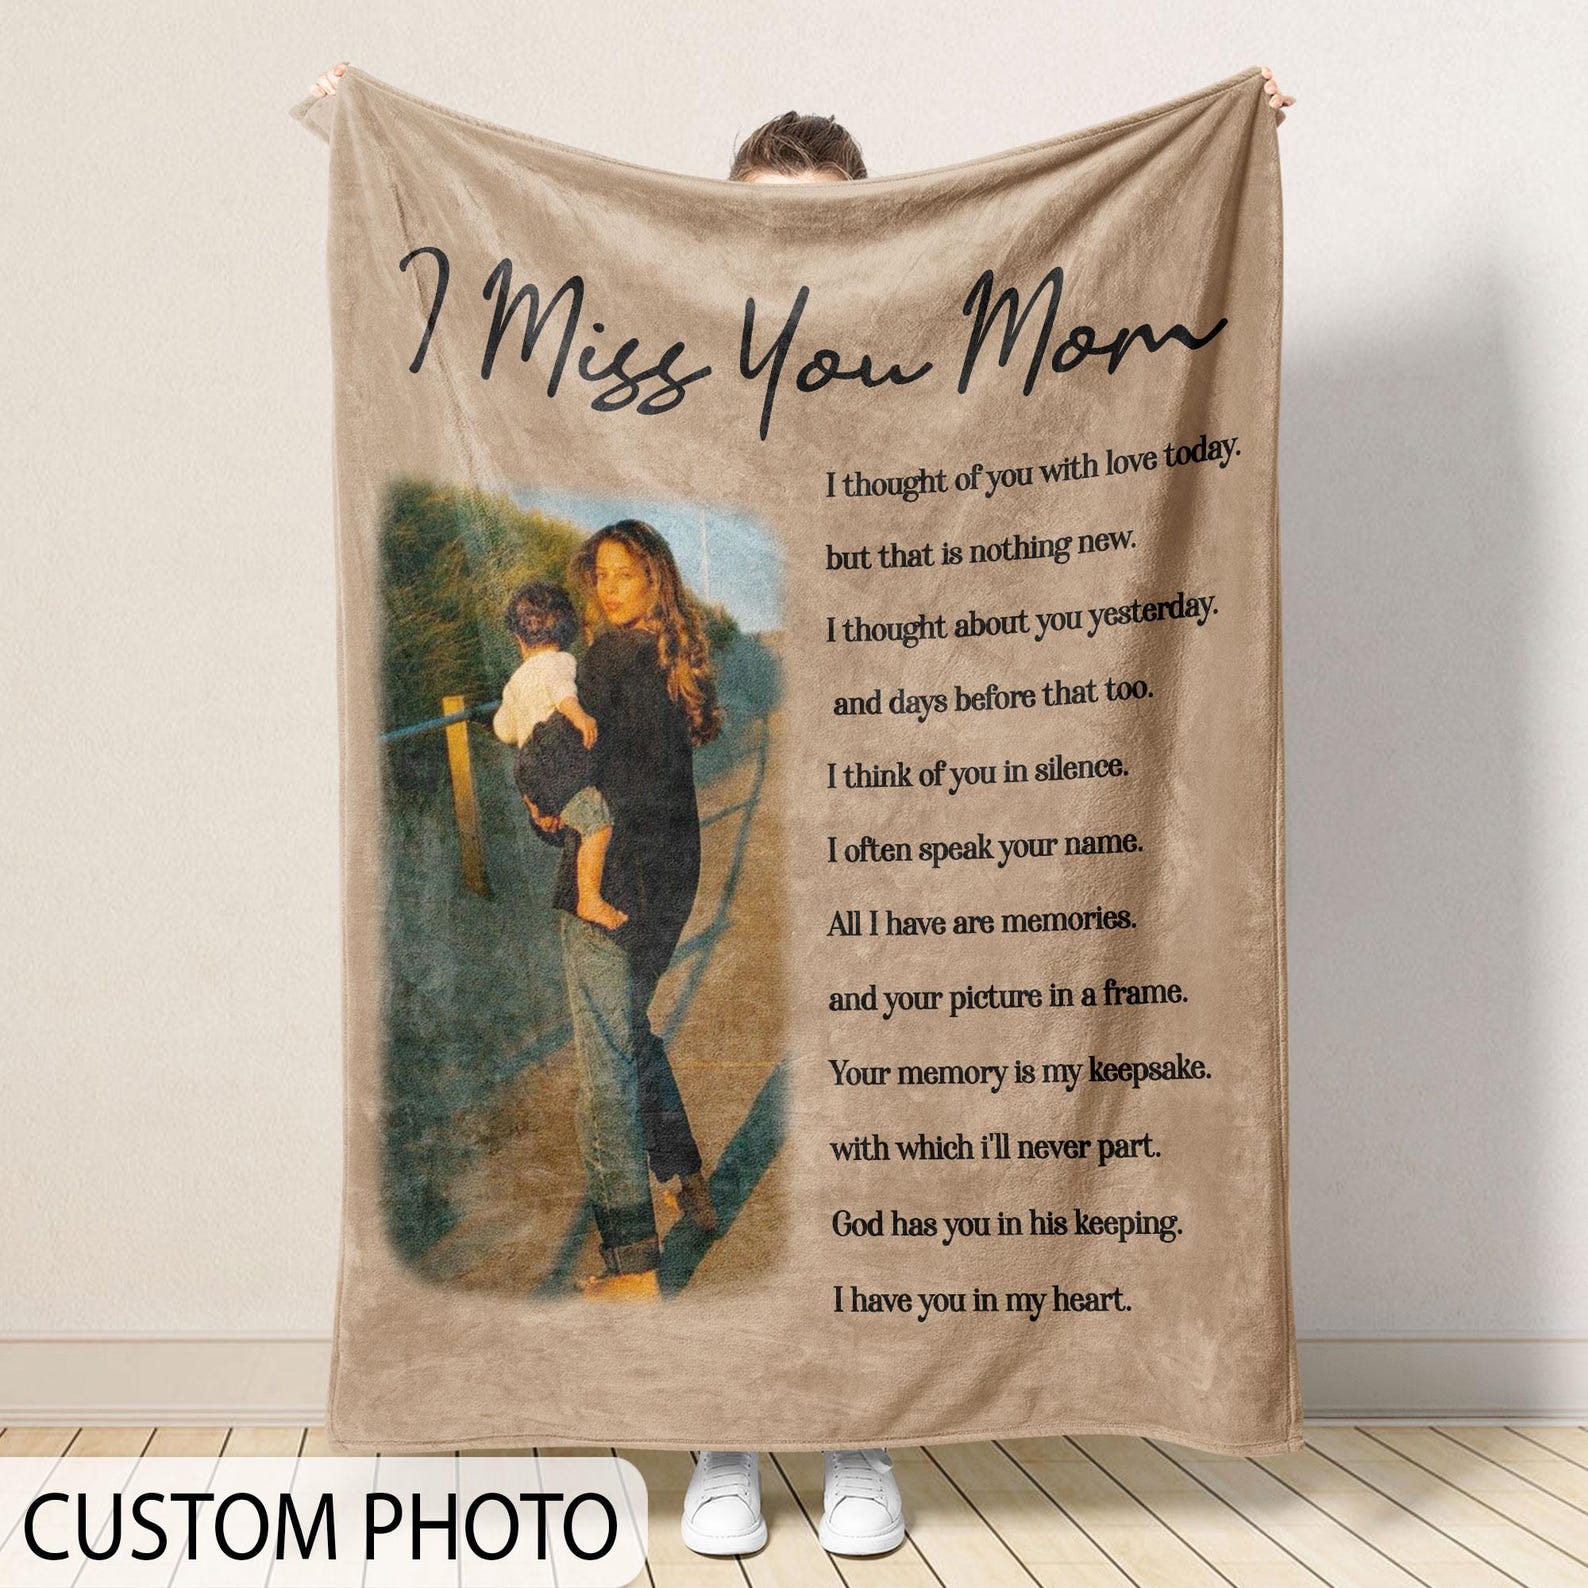 I Miss You Mom
I thought of you with love today.
but that is nothing new.
I thought about you yesterday.
and days before that too.
I think of you in silence.
I often speak your name.
All I have are memories.
and your picture in a frame.
Your memory is my keepsake.
with which i'll never part.
God has you in his keeping.
I have you in my heart.
CUSTOM PHOTO